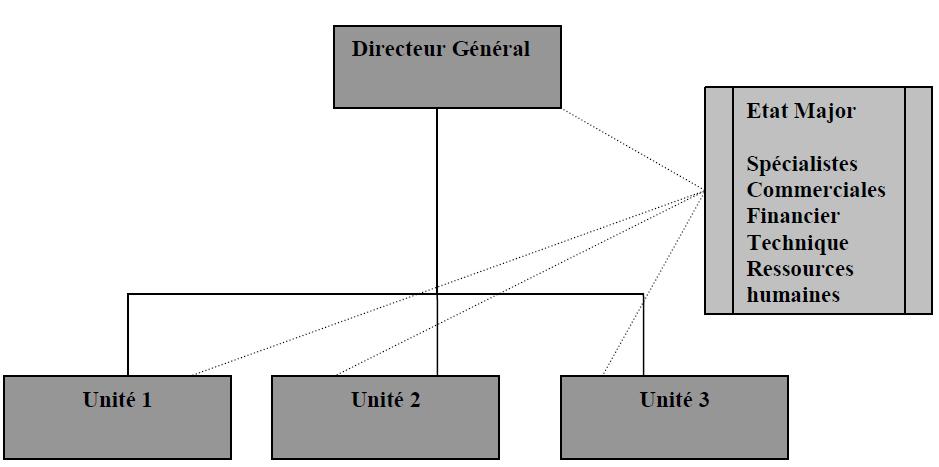 Directeur Général
Etat Major
Spécialistes
Commerciales
Financier
Technique
Ressources
humaines
Unité 1
Unité 2
Unité 3